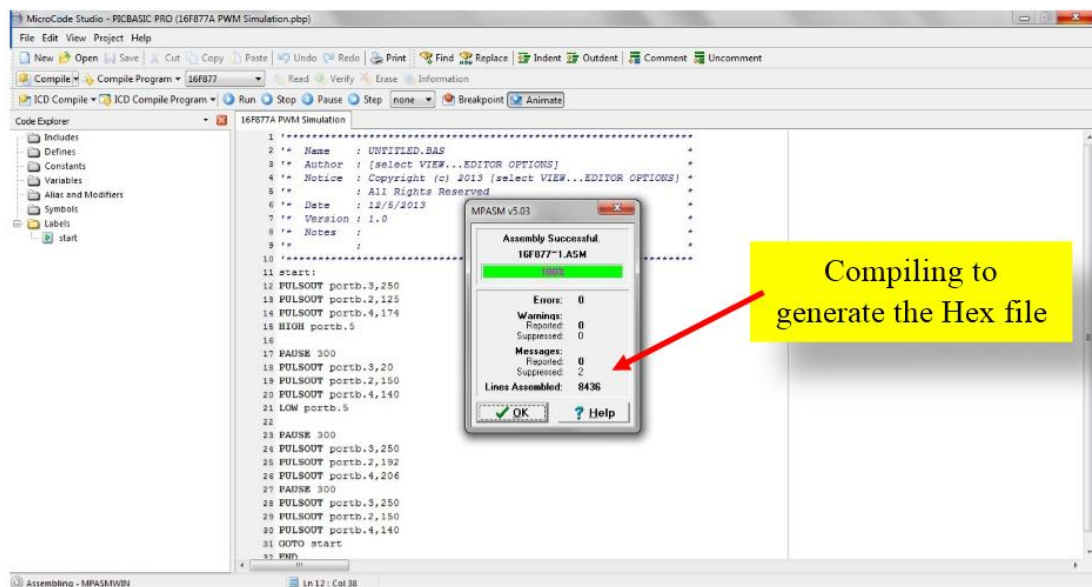 MicroCode Studio - PICBASIC PRO (16F877A PWM Simulation.pbp)
File Edit View Project Help
New Open Save Cut Copy Paste Undo Redo Print Find Replace Indent Outdent Comment Uncomment
Compile Compile Program 16F877 Read Verify Erase Information
ICD Compile ICD Compile Program Run Stop Pause Step none Breakpoint Animate
Code Explorer
Includes
Defines
Constants
Variables
Alias and Modifiers
Symbols
Labels
start
16F877A PWM Simulation
1 '****************************************************************
2 '* Name : UNTITLED.BAS *
3 '* Author : [select VIEW...EDITOR OPTIONS] *
4 '* Notice : Copyright (c) 2013 [select VIEW...EDITOR OPTIONS] *
5 '* : All Rights Reserved *
6 '* Date : 12/5/2013 *
7 '* Version : 1.0 *
8 '* Notes : *
9 '* : *
10 '****************************************************************
11 start:
12 PULSOUT portb.3,250
13 PULSOUT portb.2,125
14 PULSOUT portb.4,174
15 HIGH portb.5
16
17 PAUSE 300
18 PULSOUT portb.3,20
19 PULSOUT portb.2,150
20 PULSOUT portb.4,140
21 LOW portb.5
22
23 PAUSE 300
24 PULSOUT portb.3,250
25 PULSOUT portb.2,192
26 PULSOUT portb.4,206
27 PAUSE 300
28 PULSOUT portb.3,250
29 PULSOUT portb.2,150
30 PULSOUT portb.4,140
31 GOTO start
32 END
MPASM v5.03
Assembly Successful.
16F877~1.ASM
100%
Errors: 0
Warnings:
Reported: 0
Suppressed: 0
Messages:
Reported: 0
Suppressed: 2
Lines Assembled: 8436
OK ? Help
Compiling to
generate the Hex file
Assembling - MPASMWIN
Ln 12 : Col 38